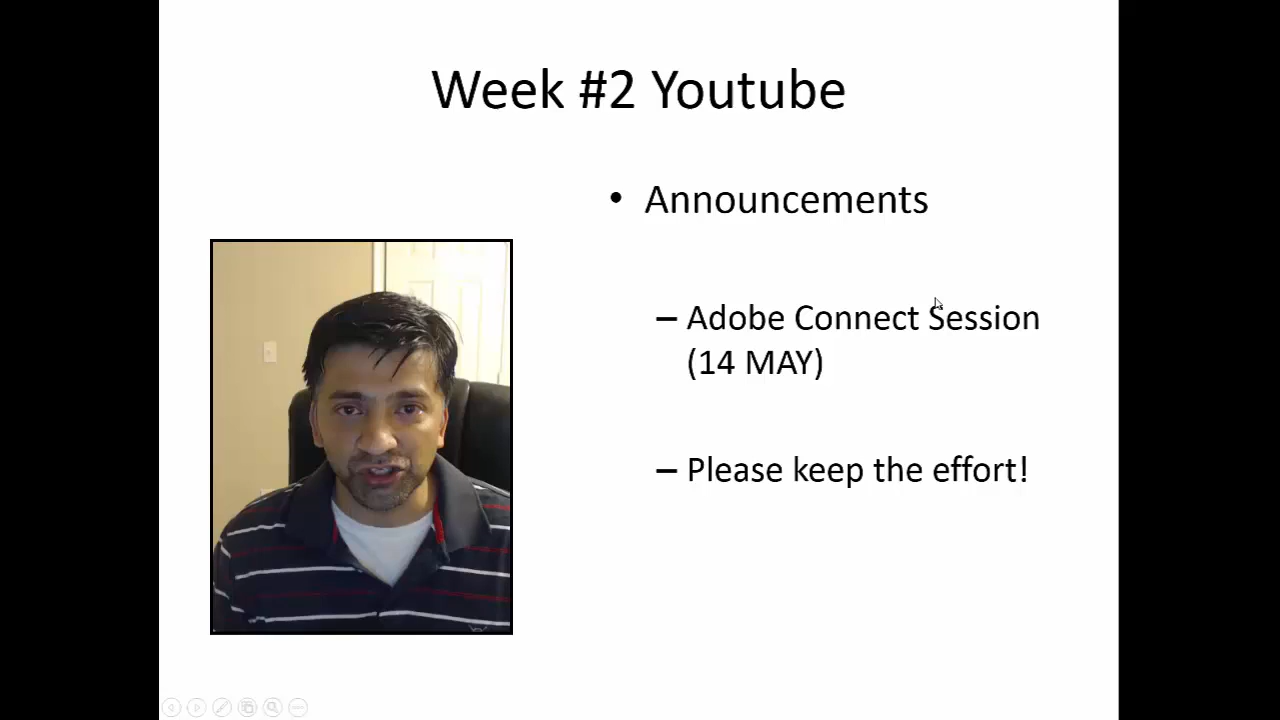 Week #2 Youtube
• Announcements
– Adobe Connect Session
(14 MAY)
– Please keep the effort!